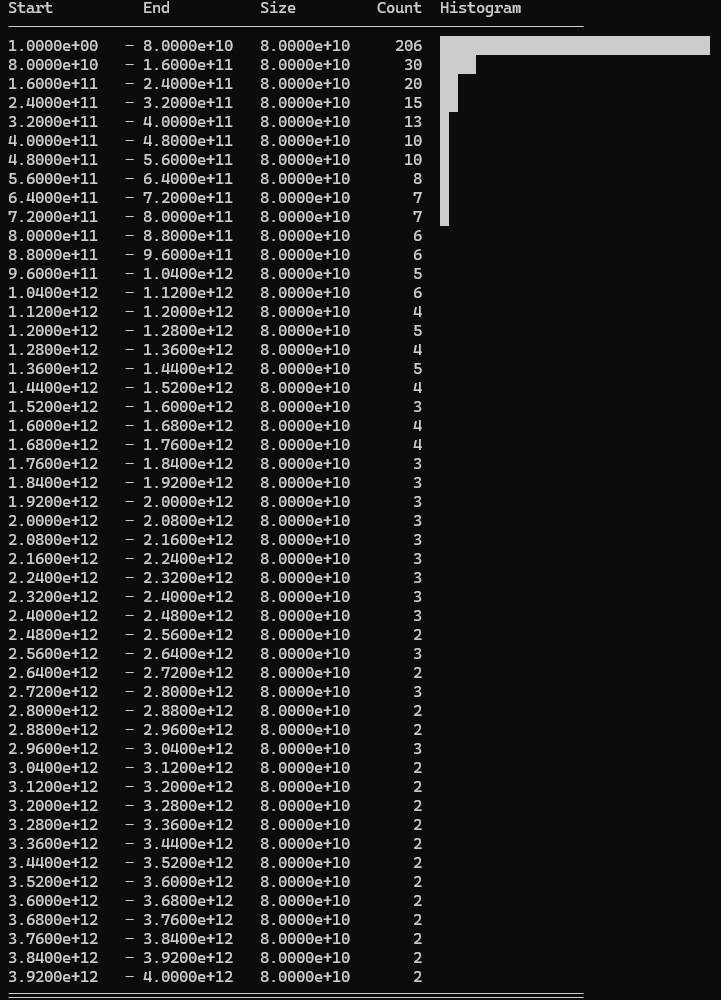 Start End Size Count Histogram
1.0000e+00 – 8.0000e+10 8.0000e+10 206
8.0000e+10 – 1.6000e+11 8.0000e+10 30
1.6000e+11 – 2.4000e+11 8.0000e+10 20
2.4000e+11 – 3.2000e+11 8.0000e+10 15
3.2000e+11 – 4.0000e+11 8.0000e+10 13
4.0000e+11 – 4.8000e+11 8.0000e+10 10
4.8000e+11 – 5.6000e+11 8.0000e+10 10
5.6000e+11 – 6.4000e+11 8.0000e+10 8
6.4000e+11 – 7.2000e+11 8.0000e+10 7
7.2000e+11 – 8.0000e+11 8.0000e+10 7
8.0000e+11 – 8.8000e+11 8.0000e+10 6
8.8000e+11 – 9.6000e+11 8.0000e+10 6
9.6000e+11 – 1.0400e+12 8.0000e+10 5
1.0400e+12 – 1.1200e+12 8.0000e+10 6
1.1200e+12 – 1.2000e+12 8.0000e+10 4
1.2000e+12 – 1.2800e+12 8.0000e+10 5
1.2800e+12 – 1.3600e+12 8.0000e+10 4
1.3600e+12 – 1.4400e+12 8.0000e+10 5
1.4400e+12 – 1.5200e+12 8.0000e+10 4
1.5200e+12 – 1.6000e+12 8.0000e+10 3
1.6000e+12 – 1.6800e+12 8.0000e+10 4
1.6800e+12 – 1.7600e+12 8.0000e+10 4
1.7600e+12 – 1.8400e+12 8.0000e+10 3
1.8400e+12 – 1.9200e+12 8.0000e+10 3
1.9200e+12 – 2.0000e+12 8.0000e+10 3
2.0000e+12 – 2.0800e+12 8.0000e+10 3
2.0800e+12 – 2.1600e+12 8.0000e+10 3
2.1600e+12 – 2.2400e+12 8.0000e+10 3
2.2400e+12 – 2.3200e+12 8.0000e+10 3
2.3200e+12 – 2.4000e+12 8.0000e+10 3
2.4000e+12 – 2.4800e+12 8.0000e+10 3
2.4800e+12 – 2.5600e+12 8.0000e+10 2
2.5600e+12 – 2.6400e+12 8.0000e+10 3
2.6400e+12 – 2.7200e+12 8.0000e+10 2
2.7200e+12 – 2.8000e+12 8.0000e+10 3
2.8000e+12 – 2.8800e+12 8.0000e+10 2
2.8800e+12 – 2.9600e+12 8.0000e+10 2
2.9600e+12 – 3.0400e+12 8.0000e+10 3
3.0400e+12 – 3.1200e+12 8.0000e+10 2
3.1200e+12 – 3.2000e+12 8.0000e+10 2
3.2000e+12 – 3.2800e+12 8.0000e+10 2
3.2800e+12 – 3.3600e+12 8.0000e+10 2
3.3600e+12 – 3.4400e+12 8.0000e+10 2
3.4400e+12 – 3.5200e+12 8.0000e+10 2
3.5200e+12 – 3.6000e+12 8.0000e+10 2
3.6000e+12 – 3.6800e+12 8.0000e+10 2
3.6800e+12 – 3.7600e+12 8.0000e+10 2
3.7600e+12 – 3.8400e+12 8.0000e+10 2
3.8400e+12 – 3.9200e+12 8.0000e+10 2
3.9200e+12 – 4.0000e+12 8.0000e+10 2